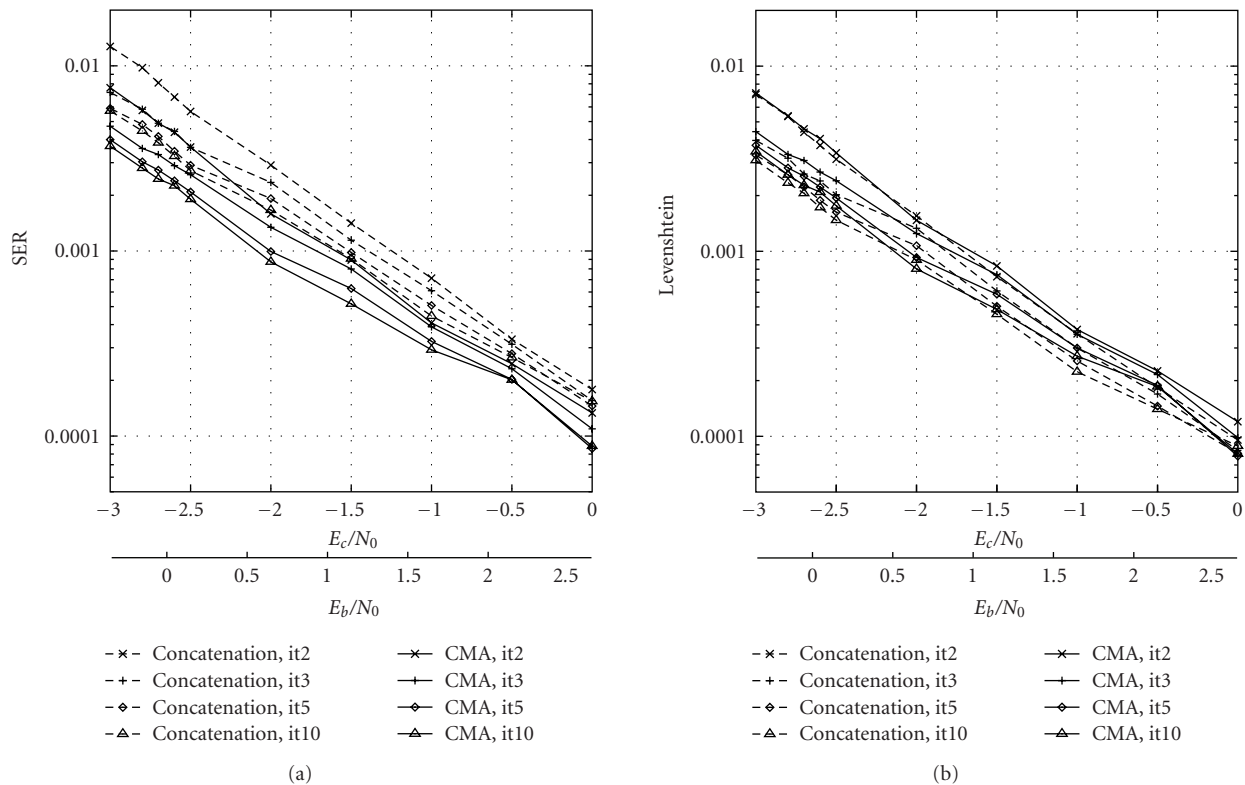 SER
0.01
0.001
0.0001
−3
−2.5
−2
−1.5
−1
−0.5
0
E_c/N_0
0
0.5
1
1.5
2
2.5
E_b/N_0
Concatenation, it2
Concatenation, it3
Concatenation, it5
Concatenation, it10
CMA, it2
CMA, it3
CMA, it5
CMA, it10
(a)
Levenshtein
0.01
0.001
0.0001
−3
−2.5
−2
−1.5
−1
−0.5
0
E_c/N_0
0
0.5
1
1.5
2
2.5
E_b/N_0
Concatenation, it2
Concatenation, it3
Concatenation, it5
Concatenation, it10
CMA, it2
CMA, it3
CMA, it5
CMA, it10
(b)